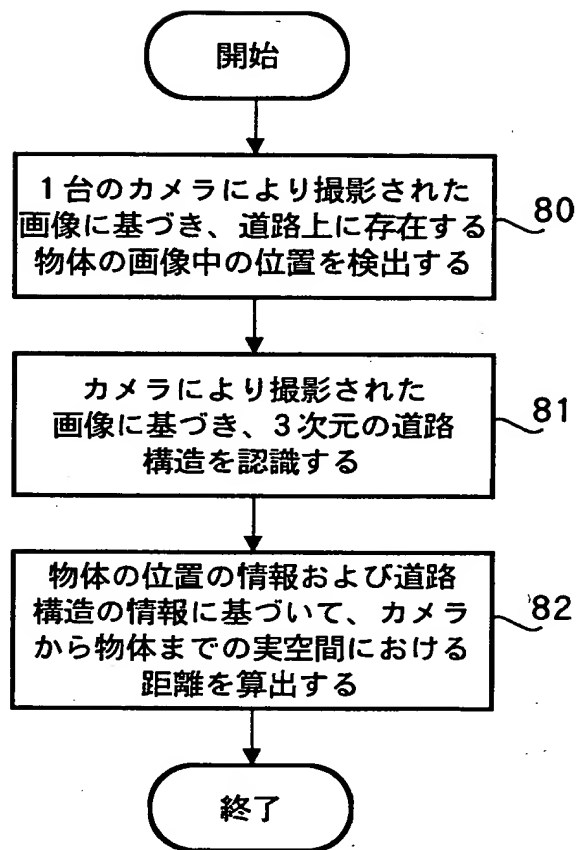 開始
1台のカメラにより撮影された
画像に基づき、道路上に存在する
物体の画像中の位置を検出する
80
カメラにより撮影された
画像に基づき、3次元の道路
構造を認識する
81
物体の位置の情報および道路
構造の情報に基づいて、カメラ
から物体までの実空間における
距離を算出する
82
終了